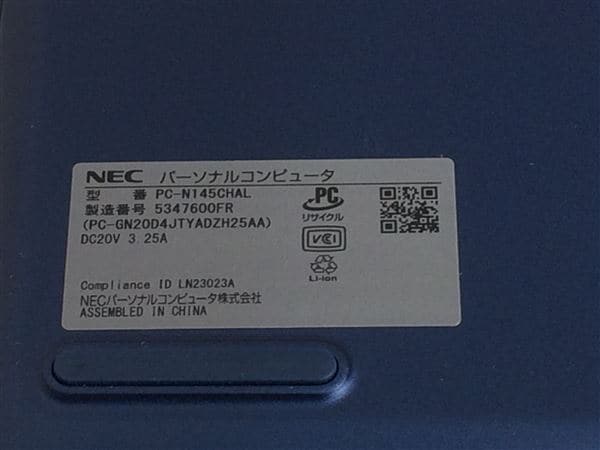 NEC パーソナルコンピュータ
型 番 PC-N145CHAL
製造番号 5347600FR
(PC-GN20D4JTYADZH25AA)
DC20V 3.25A
Compliance ID LN23023A
NECパーソナルコンピュータ株式会社
ASSEMBLED IN CHINA
PC
リサイクル
VCCI
Li-ion